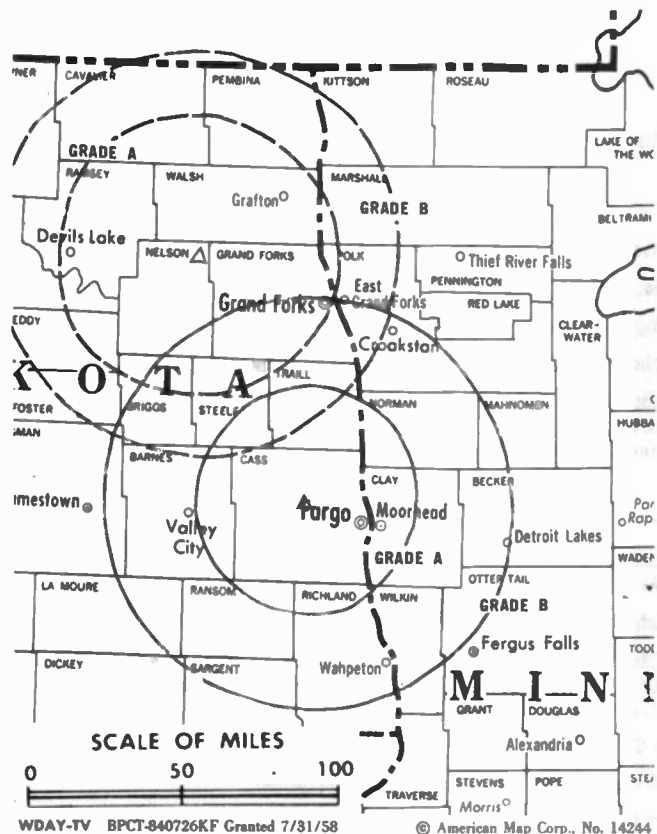 CAVALIER
PEMBINA
KITTSON
ROSEAU
LAKE OF
THE WO
GRADE A
RAMSEY
WALSH
MARSHALL
Grafton
GRADE B
BELTRAMI
Devils Lake
NELSON
GRAND FORKS
POLK
Thief River Falls
PENNINGTON
East
Grand Forks
Grand Forks
RED LAKE
EDDY
CLEAR-
WATER
Crookston
K O T A
TRAILL
FOSTER
GRIGGS
STEELE
NORMAN
MAHNOMEN
HUBBA
BARNES
CASS
CLAY
BECKER
Jamestown
Valley
City
Fargo
Moorhead
Detroit Lakes
Par
Rap
GRADE A
WADEN
OTTER TAIL
LA MOURE
RANSOM
RICHLAND
WILKIN
GRADE B
Fergus Falls
TODD
DICKEY
SARGENT
Wahpeton
M I N
GRANT
DOUGLAS
SCALE OF MILES
Alexandria
0 50 100
STEVENS
POPE
STEA
TRAVERSE
Morris
WDAY-TV BPCT-840726KF Granted 7/31/58
© American Map Corp., No. 14244